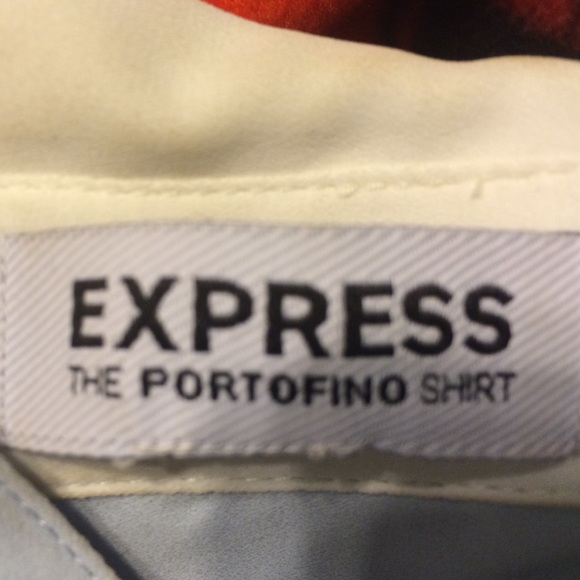 EXPRESS
THE PORTOFINO SHIRT